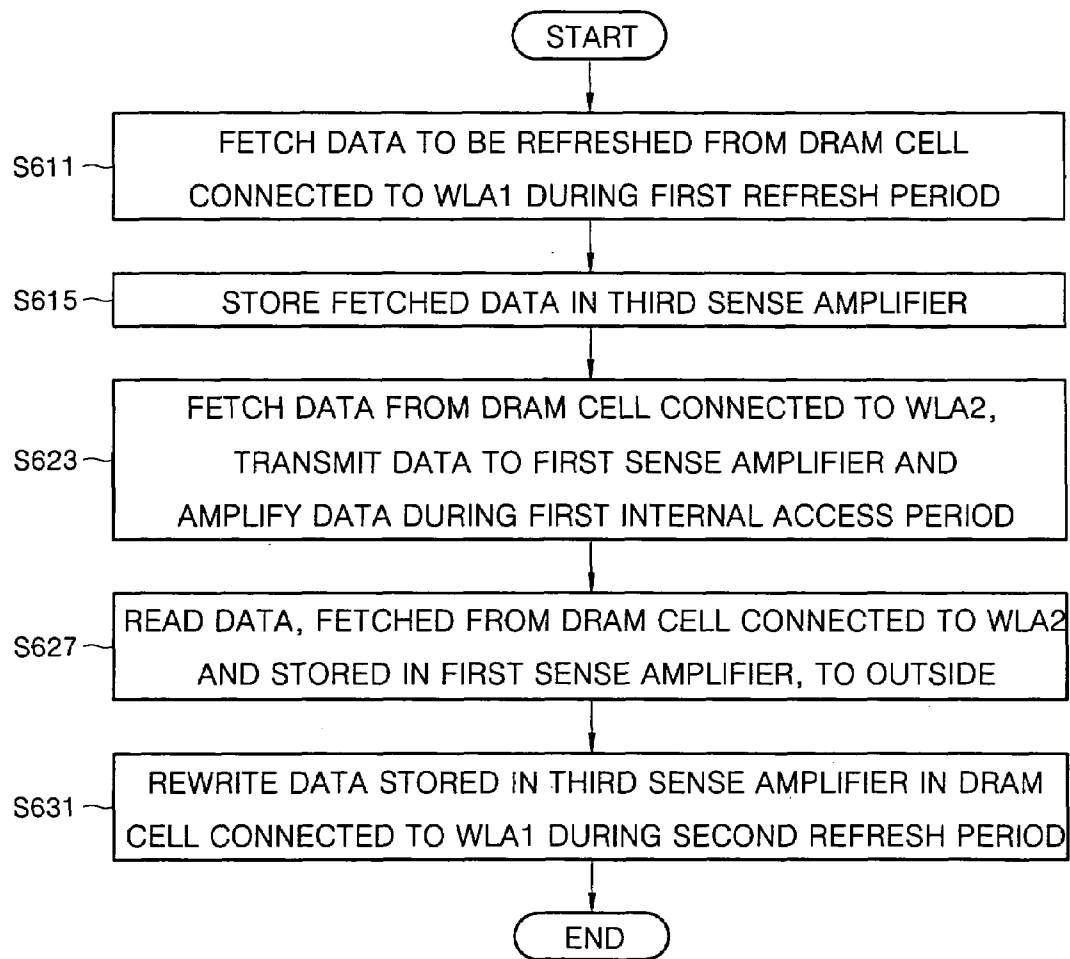 START
S611
FETCH DATA TO BE REFRESHED FROM DRAM CELL
CONNECTED TO WLA1 DURING FIRST REFRESH PERIOD
S615
STORE FETCHED DATA IN THIRD SENSE AMPLIFIER
S623
FETCH DATA FROM DRAM CELL CONNECTED TO WLA2,
TRANSMIT DATA TO FIRST SENSE AMPLIFIER AND
AMPLIFY DATA DURING FIRST INTERNAL ACCESS PERIOD
S627
READ DATA, FETCHED FROM DRAM CELL CONNECTED TO WLA2
AND STORED IN FIRST SENSE AMPLIFIER, TO OUTSIDE
S631
REWRITE DATA STORED IN THIRD SENSE AMPLIFIER IN DRAM
CELL CONNECTED TO WLA1 DURING SECOND REFRESH PERIOD
END